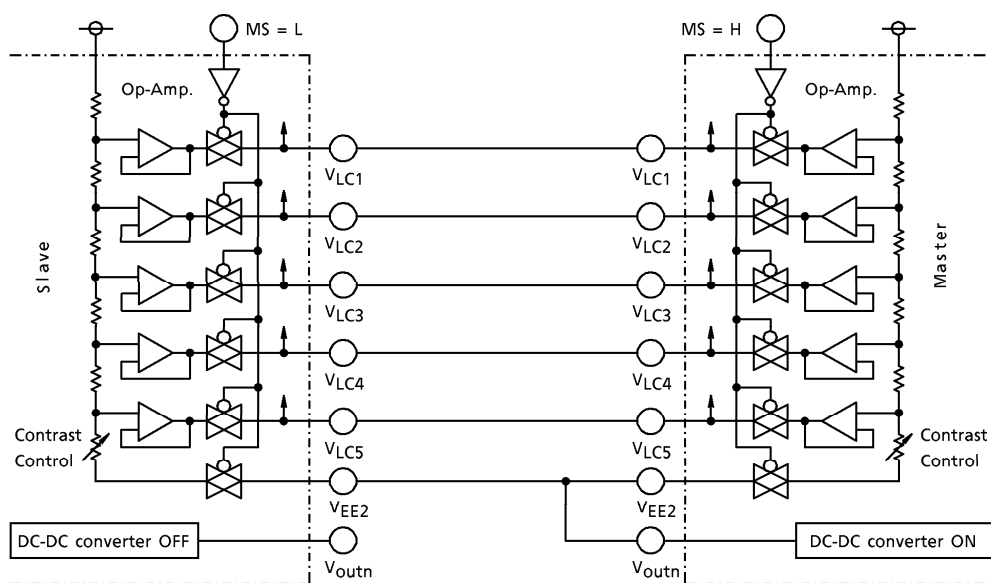 MS = L
MS = H
Op-Amp.
Op-Amp.
VLC1
VLC1
VLC2
VLC2
Slave
Master
VLC3
VLC3
VLC4
VLC4
Contrast
Control
VLC5
VLC5
Contrast
Control
VEE2
VEE2
DC-DC converter OFF
DC-DC converter ON
Voutn
Voutn